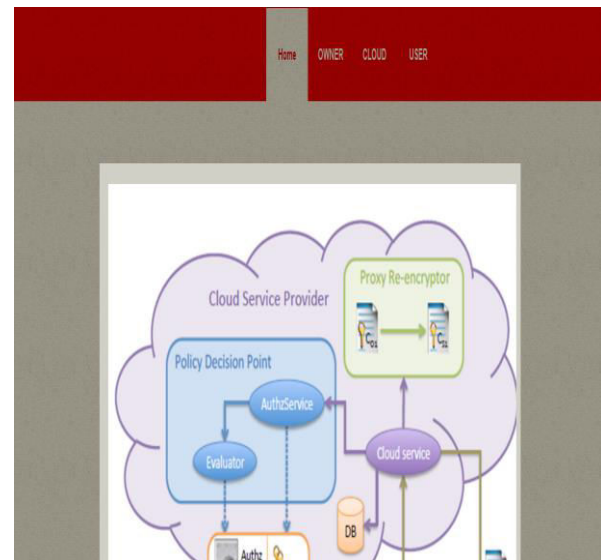 Home OWNER CLOUD USER
Proxy Re-encryptor
Cloud Service Provider
Policy Decision Point
AuthzService
Evaluator
Cloud service
DB
Authz